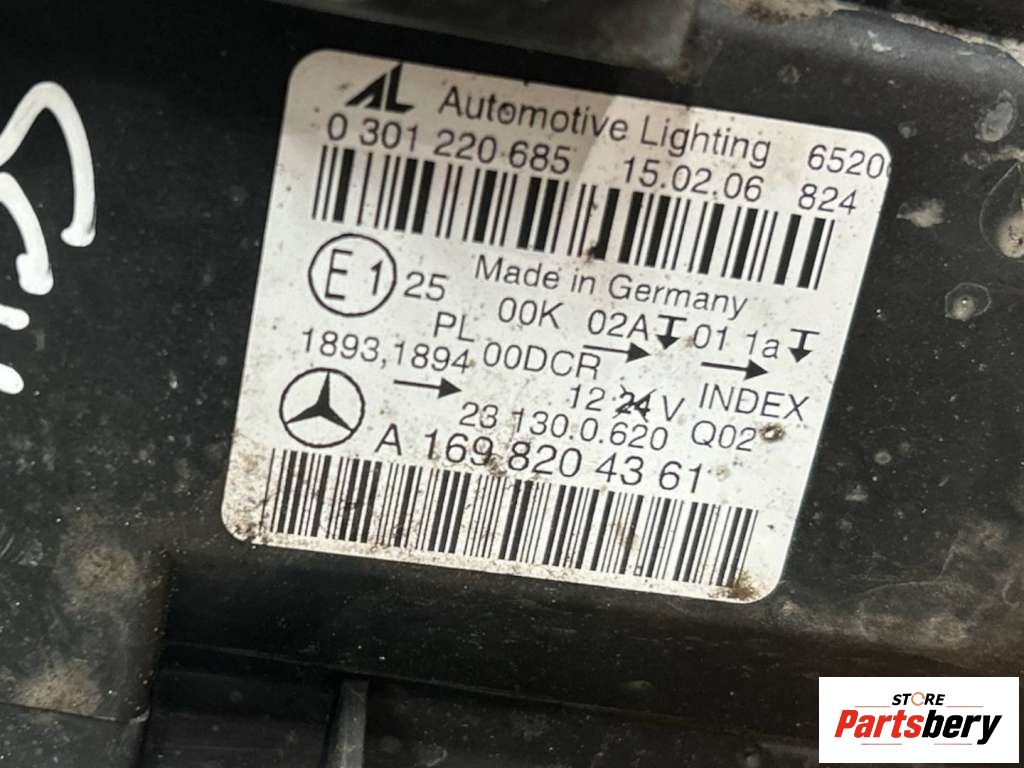 AL Automotive Lighting 6520
0 301 220 685 15.02.06 824
Made in Germany
E1 25 00K 02A 01 1a
PL
1893,1894 00DCR
12 24 V INDEX
23 130.0.620 Q02
A 169 820 43 61
STORE
Partsbery